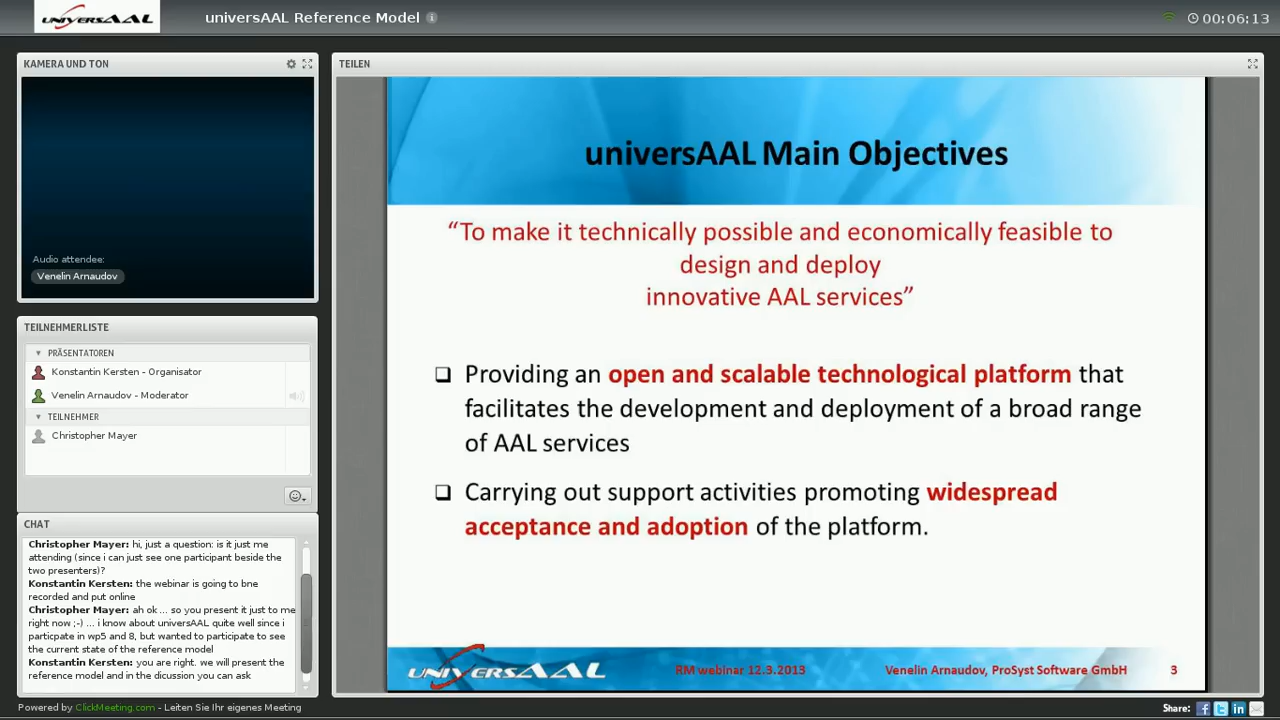 universAAL
universAAL Reference Model
00:06:13
KAMERA UND TON
Audio attendee:
Venelin Arnaudov
TEILNEHMERLISTE
PRÄSENTATOREN
Konstantin Kersten - Organisator
Venelin Arnaudov - Moderator
TEILNEHMER
Christopher Mayer
CHAT
Christopher Mayer: hi, just a question: is it just me
attending (since i can just see one participant beside the
two presenters)?
Konstantin Kersten: the webinar is going to bne
recorded and put online
Christopher Mayer: ah ok ... so you present it just to me
right now ;-) ... i know about universAAL quite well since i
particpate in wp5 and 8, but wanted to participate to see
the current state of the reference model
Konstantin Kersten: you are right. we will present the
reference model and in the dicussion you can ask
TEILEN
universAAL Main Objectives
“To make it technically possible and economically feasible to
design and deploy
innovative AAL services”
Providing an open and scalable technological platform that
facilitates the development and deployment of a broad range
of AAL services
Carrying out support activities promoting widespread
acceptance and adoption of the platform.
universAAL
RM webinar 12.3.2013
Venelin Arnaudov, ProSyst Software GmbH
3
Powered by ClickMeeting.com - Leiten Sie Ihr eigenes Meeting
Share: